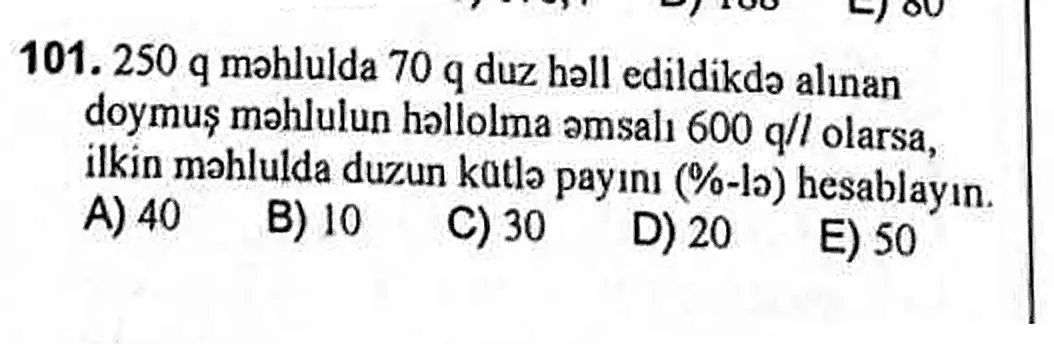 101. 250 q məhlulda 70 q duz həll edildikdə alınan
doymuş məhlulun həllolma əmsalı 600 q/l olarsa,
ilkin məhlulda duzun kütlə payını (%-lə) hesablayın.
A) 40 B) 10 C) 30 D) 20 E) 50